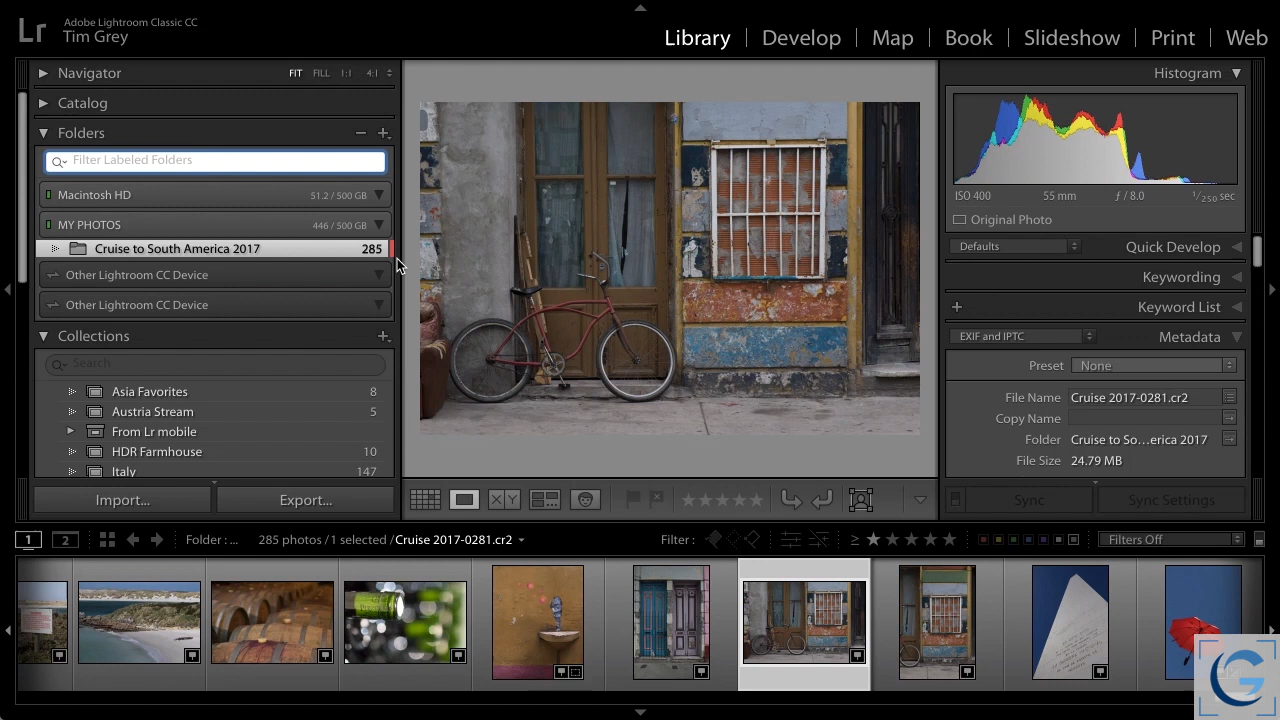 Lr
Adobe Lightroom Classic CC
Tim Grey
Library | Develop | Map | Book | Slideshow | Print | Web
Navigator FIT FILL 1:1 4:1
Catalog
Folders
Filter Labeled Folders
Macintosh HD 51.2 / 500 GB
MY PHOTOS 446 / 500 GB
Cruise to South America 2017 285
Other Lightroom CC Device
Other Lightroom CC Device
Collections
Search
Asia Favorites 8
Austria Stream 5
From Lr mobile
HDR Farmhouse 10
Italy 147
Import... Export...
Histogram
ISO 400 55 mm ƒ / 8.0 1/250 sec
Original Photo
Defaults Quick Develop
Keywording
Keyword List
EXIF and IPTC Metadata
Preset None
File Name Cruise 2017-0281.cr2
Copy Name
Folder Cruise to So...erica 2017
File Size 24.79 MB
Sync Sync Settings
X Y
1 2 Folder : ... 285 photos / 1 selected / Cruise 2017-0281.cr2 Filter : ≥ Filters Off
G